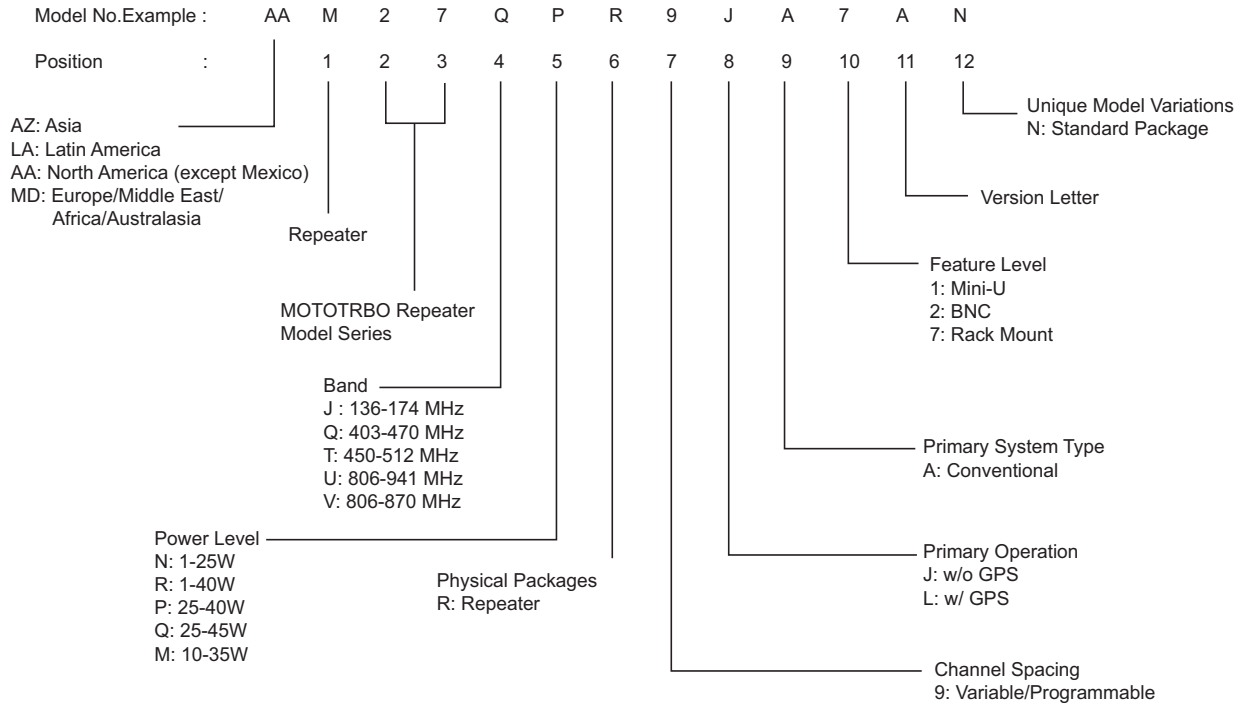 Model No.Example : AA M 2 7 Q P R 9 J A 7 A N
Position : 1 2 3 4 5 6 7 8 9 10 11 12
AZ: Asia
LA: Latin America
AA: North America (except Mexico)
MD: Europe/Middle East/
Africa/Australasia
Repeater
MOTOTRBO Repeater
Model Series
Band
J : 136-174 MHz
Q: 403-470 MHz
T: 450-512 MHz
U: 806-941 MHz
V: 806-870 MHz
Power Level
N: 1-25W
R: 1-40W
P: 25-40W
Q: 25-45W
M: 10-35W
Physical Packages
R: Repeater
Unique Model Variations
N: Standard Package
Version Letter
Feature Level
1: Mini-U
2: BNC
7: Rack Mount
Primary System Type
A: Conventional
Primary Operation
J: w/o GPS
L: w/ GPS
Channel Spacing
9: Variable/Programmable